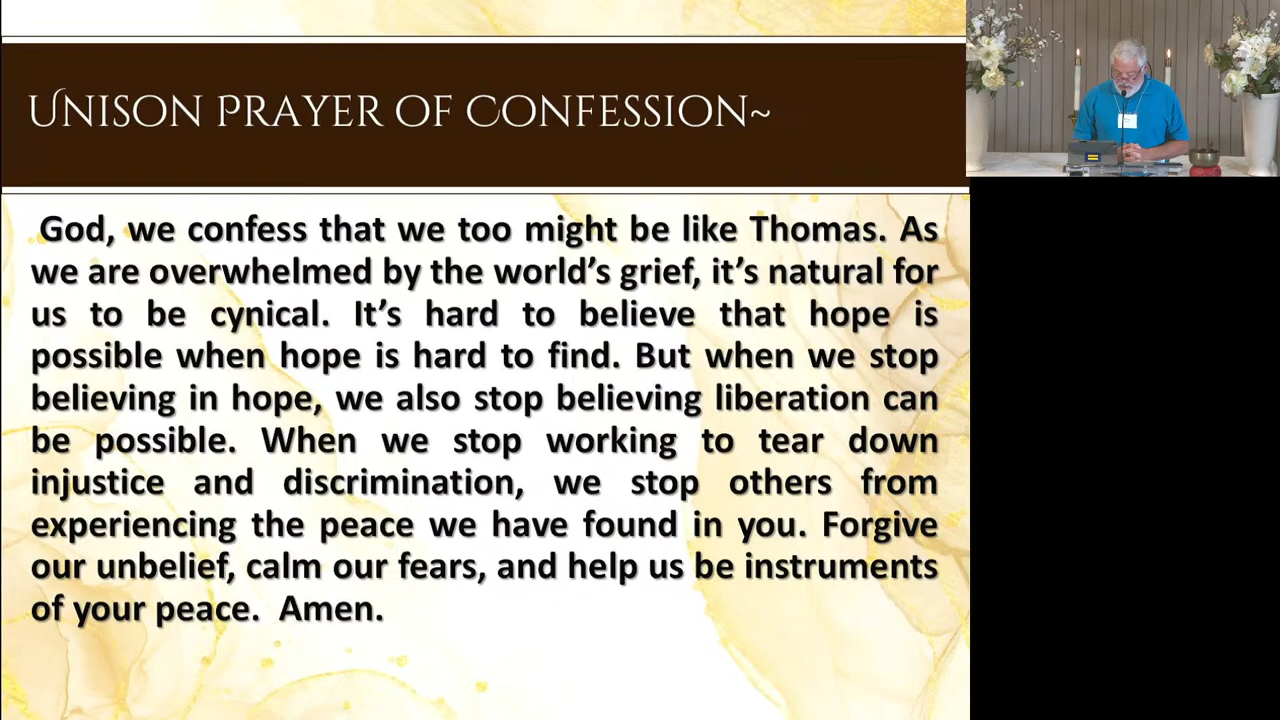 Unison Prayer of Confession~
God, we confess that we too might be like Thomas. As
we are overwhelmed by the world’s grief, it’s natural for
us to be cynical. It’s hard to believe that hope is
possible when hope is hard to find. But when we stop
believing in hope, we also stop believing liberation can
be possible. When we stop working to tear down
injustice and discrimination, we stop others from
experiencing the peace we have found in you. Forgive
our unbelief, calm our fears, and help us be instruments
of your peace.  Amen.